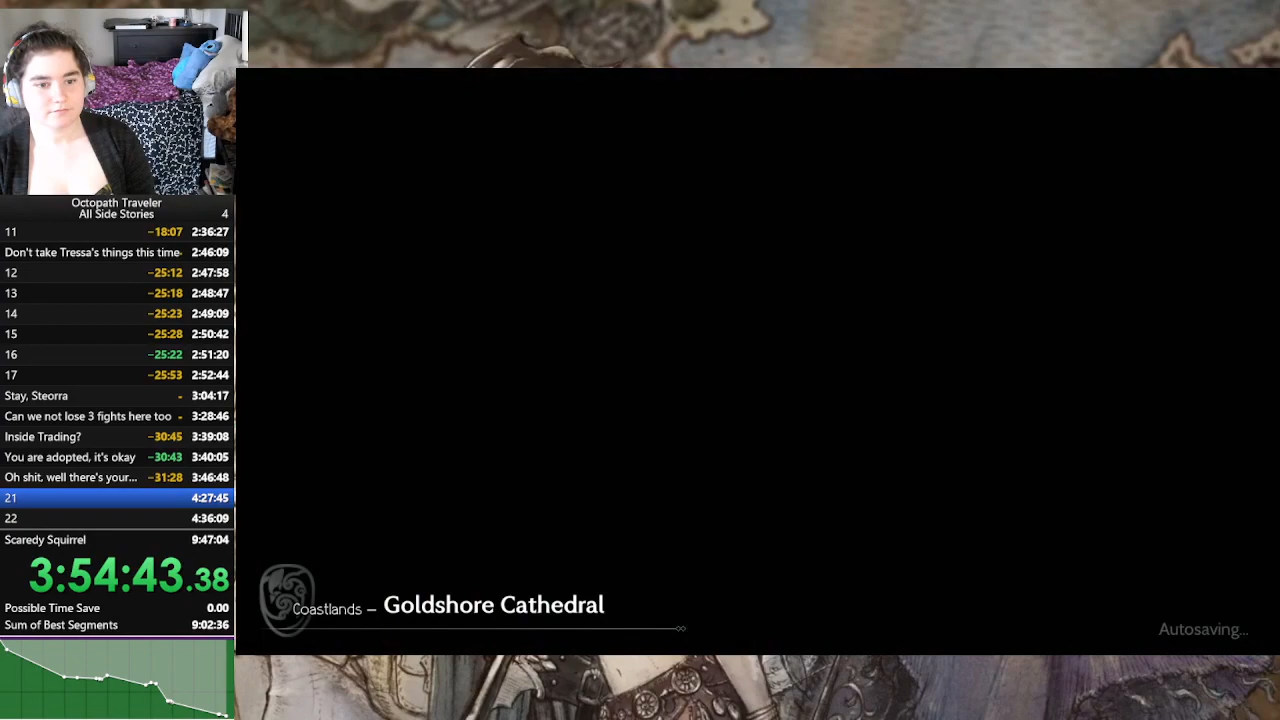 Octopath Traveler
All Side Stories 4
11 -18:07 2:36:27
Don't take Tressa's things this time- 2:46:09
12 -25:12 2:47:58
13 -25:18 2:48:47
14 -25:23 2:49:09
15 -25:28 2:50:42
16 -25:22 2:51:20
17 -25:53 2:52:44
Stay, Steorra - 3:04:17
Can we not lose 3 fights here too - 3:28:46
Inside Trading? -30:45 3:39:08
You are adopted, it's okay -30:43 3:40:05
Oh shit, well there's your... -31:28 3:46:48
21 4:27:45
22 4:36:09
Scaredy Squirrel 9:47:04
3:54:43.38
Possible Time Save 0.00
Sum of Best Segments 9:02:36
Coastlands – Goldshore Cathedral
Autosaving...